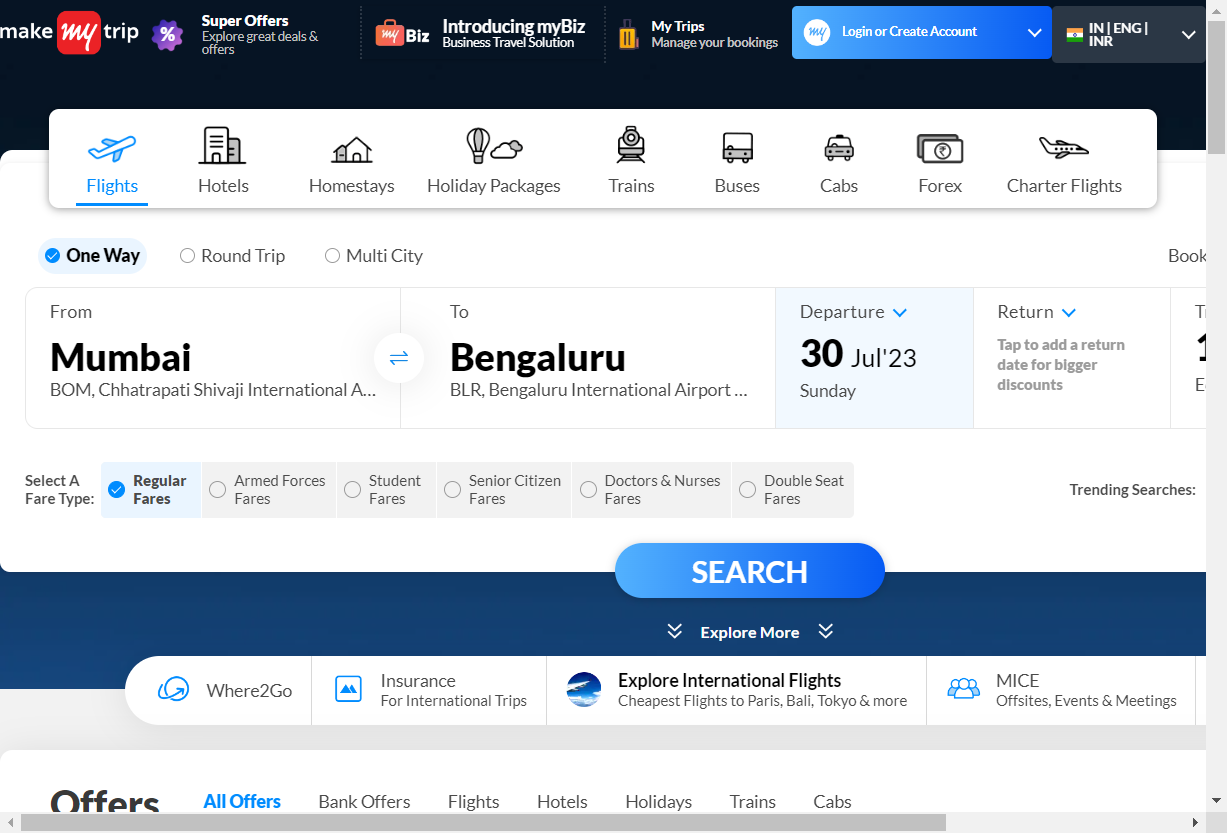 make my trip
Super Offers
Explore great deals &
offers
my Biz
Introducing myBiz
Business Travel Solution
My Trips
Manage your bookings
my
Login or Create Account
IN | ENG |
INR
Flights
Hotels
Homestays
Holiday Packages
Trains
Buses
Cabs
Forex
Charter Flights
One Way
Round Trip
Multi City
Book
From
Mumbai
BOM, Chhatrapati Shivaji International A...
To
Bengaluru
BLR, Bengaluru International Airport ...
Departure
30 Jul'23
Sunday
Return
Tap to add a return
date for bigger
discounts
Select A
Fare Type:
Regular
Fares
Armed Forces
Fares
Student
Fares
Senior Citizen
Fares
Doctors & Nurses
Fares
Double Seat
Fares
Trending Searches:
SEARCH
Explore More
Where2Go
Insurance
For International Trips
Explore International Flights
Cheapest Flights to Paris, Bali, Tokyo & more
MICE
Offsites, Events & Meetings
Offers
All Offers
Bank Offers
Flights
Hotels
Holidays
Trains
Cabs